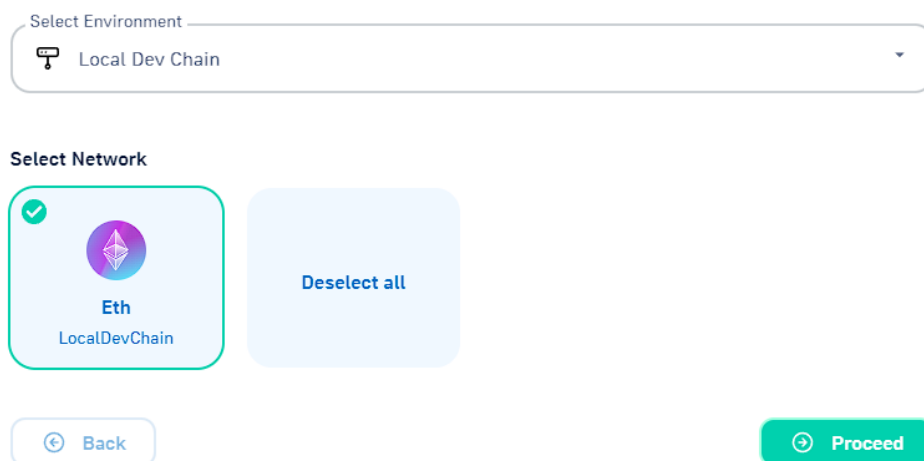 Select Environment
Local Dev Chain
Select Network
Eth
LocalDevChain
Deselect all
Back
Proceed